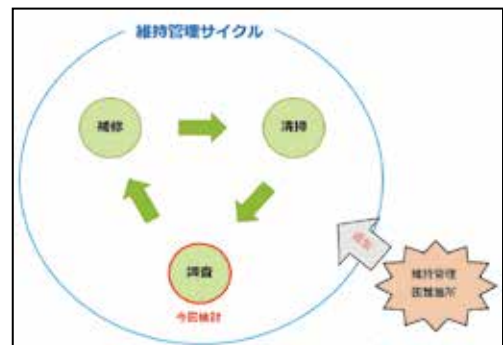 維持管理サイクル
補修
清掃
調査
今回検討
維持管理
困難箇所